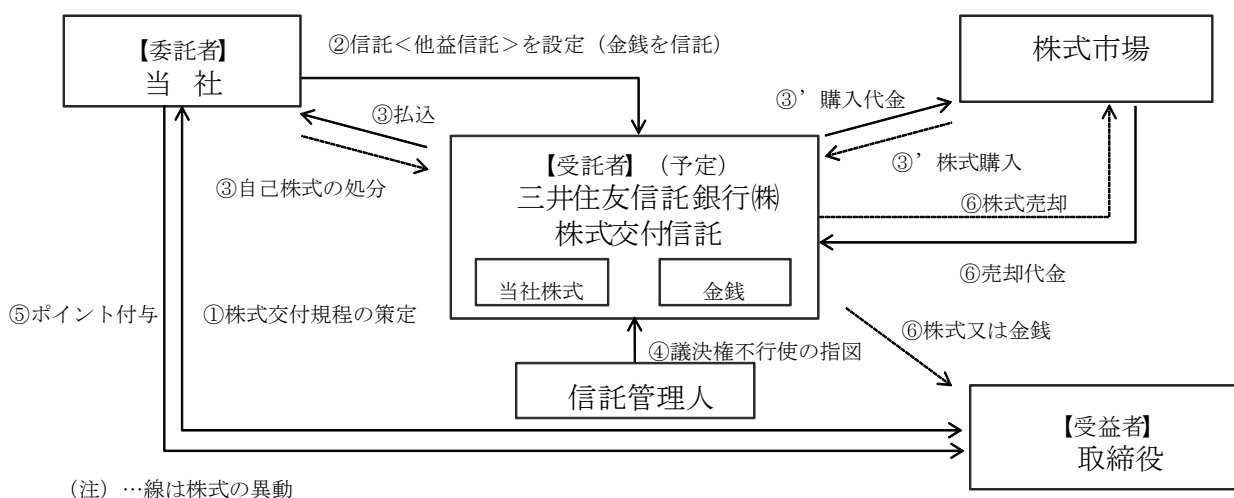 【委託者】
当　社
②信託＜他益信託＞を設定（金銭を信託）
株式市場
③払込
③自己株式の処分
③’購入代金
③’株式購入
【受託者】（予定）
三井住友信託銀行㈱
株式交付信託
当社株式
金銭
⑥株式売却
⑥売却代金
⑤ポイント付与
①株式交付規程の策定
④議決権不行使の指図
⑥株式又は金銭
信託管理人
【受益者】
取締役
（注）…線は株式の異動